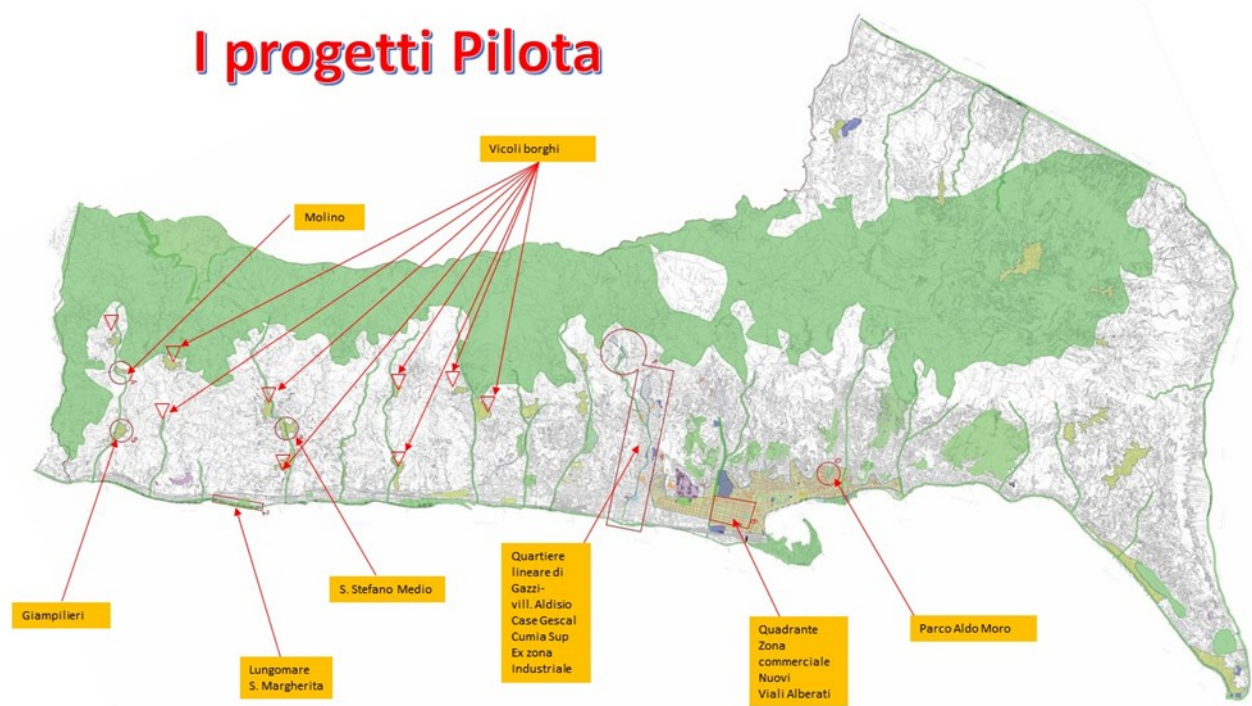 I progetti Pilota
Vicoli borghi
Molino
Giampilieri
Lungomare
S. Margherita
S. Stefano Medio
Quartiere
lineare di
Gazzi-
vill. Aldisio
Case Gescal
Cumia Sup
Ex zona
Industriale
Quadrante
Zona
commerciale
Nuovi
Viali Alberati
Parco Aldo Moro